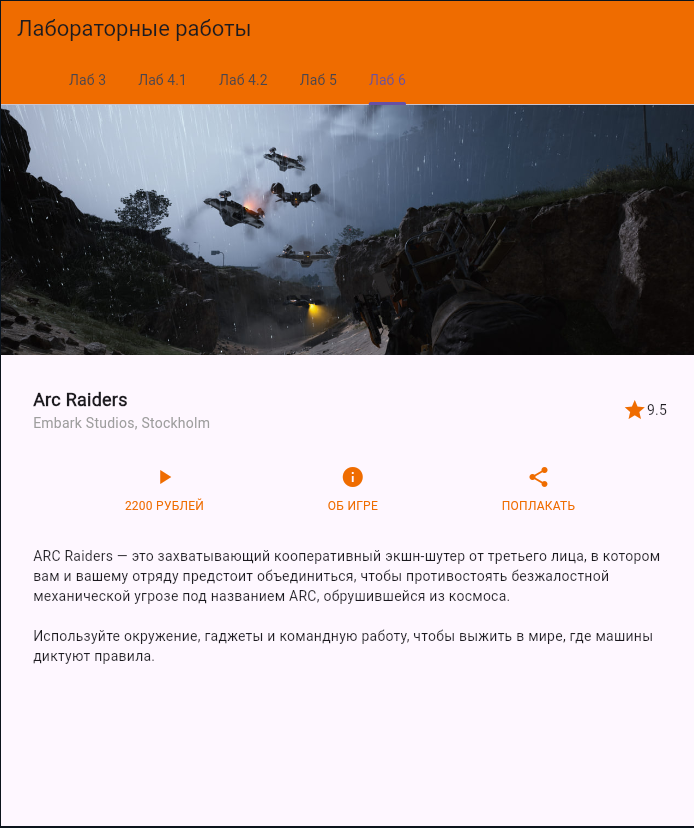 Лабораторные работы
Лаб 3 Лаб 4.1 Лаб 4.2 Лаб 5 Лаб 6
Arc Raiders
Embark Studios, Stockholm
9.5
2200 РУБЛЕЙ ОБ ИГРЕ ПОПЛАКАТЬ
ARC Raiders — это захватывающий кооперативный экшн-шутер от третьего лица, в котором
вам и вашему отряду предстоит объединиться, чтобы противостоять безжалостной
механической угрозе под названием ARC, обрушившейся из космоса.
Используйте окружение, гаджеты и командную работу, чтобы выжить в мире, где машины
диктуют правила.